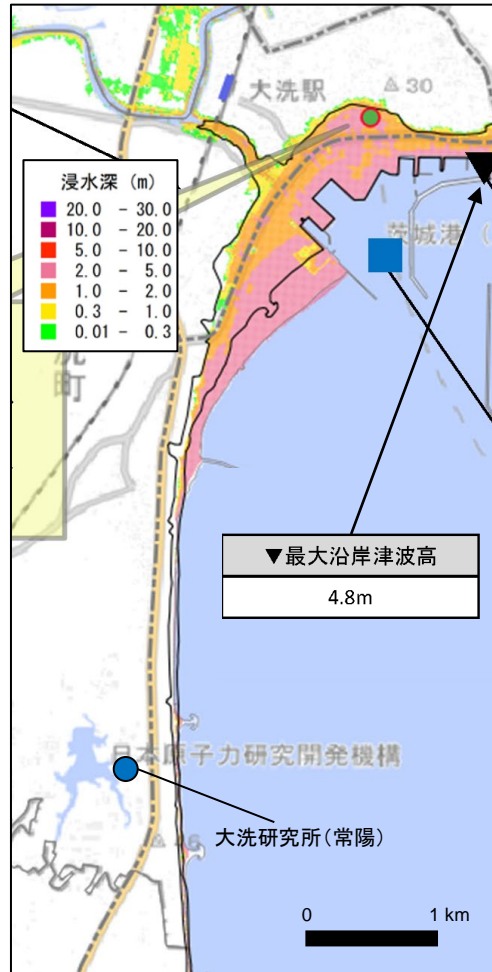 大洗駅
30
浸水深 (m)
20.0 - 30.0
10.0 - 20.0
5.0 - 10.0
2.0 - 5.0
1.0 - 2.0
0.3 - 1.0
0.01 - 0.3
茨城港(
洗町
▼最大沿岸津波高
4.8m
日本原子力研究開発機構
大洗研究所(常陽)
0 1 km